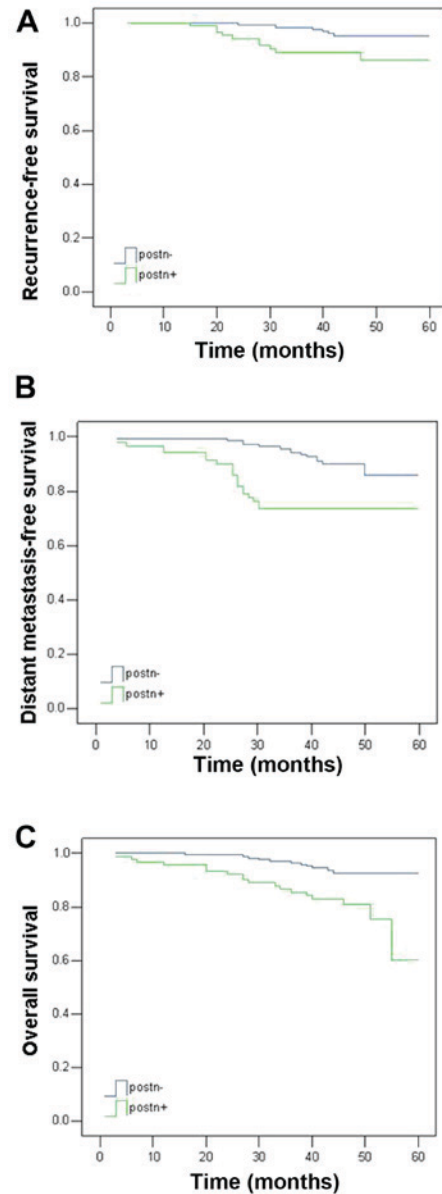 A
Recurrence-free survival
1.0
0.8
0.6
0.4
0.2
0.0
postn-
postn+
0 10 20 30 40 50 60
Time (months)
B
Distant metastasis-free survival
1.0
0.8
0.6
0.4
0.2
0.0
postn-
postn+
0 10 20 30 40 50 60
Time (months)
C
Overall survival
1.0
0.8
0.6
0.4
0.2
0.0
postn-
postn+
0 10 20 30 40 50 60
Time (months)